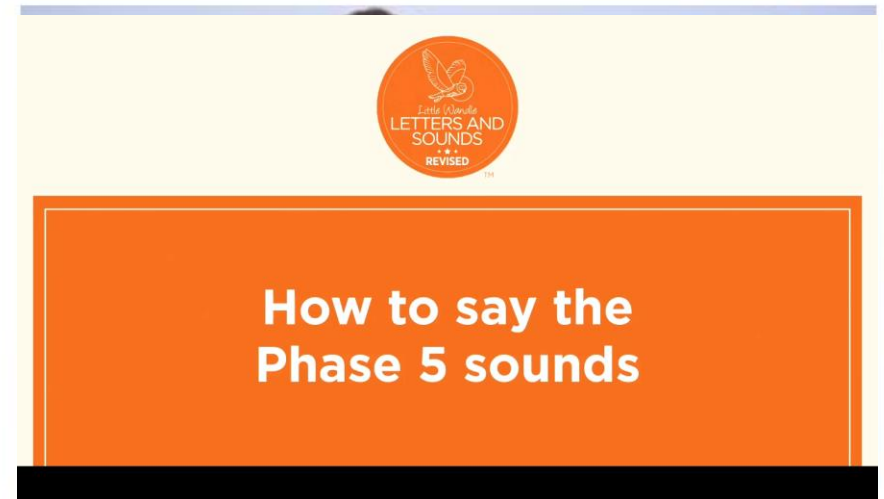 Little Wandle
LETTERS AND
SOUNDS
REVISED
TM
How to say the
Phase 5 sounds